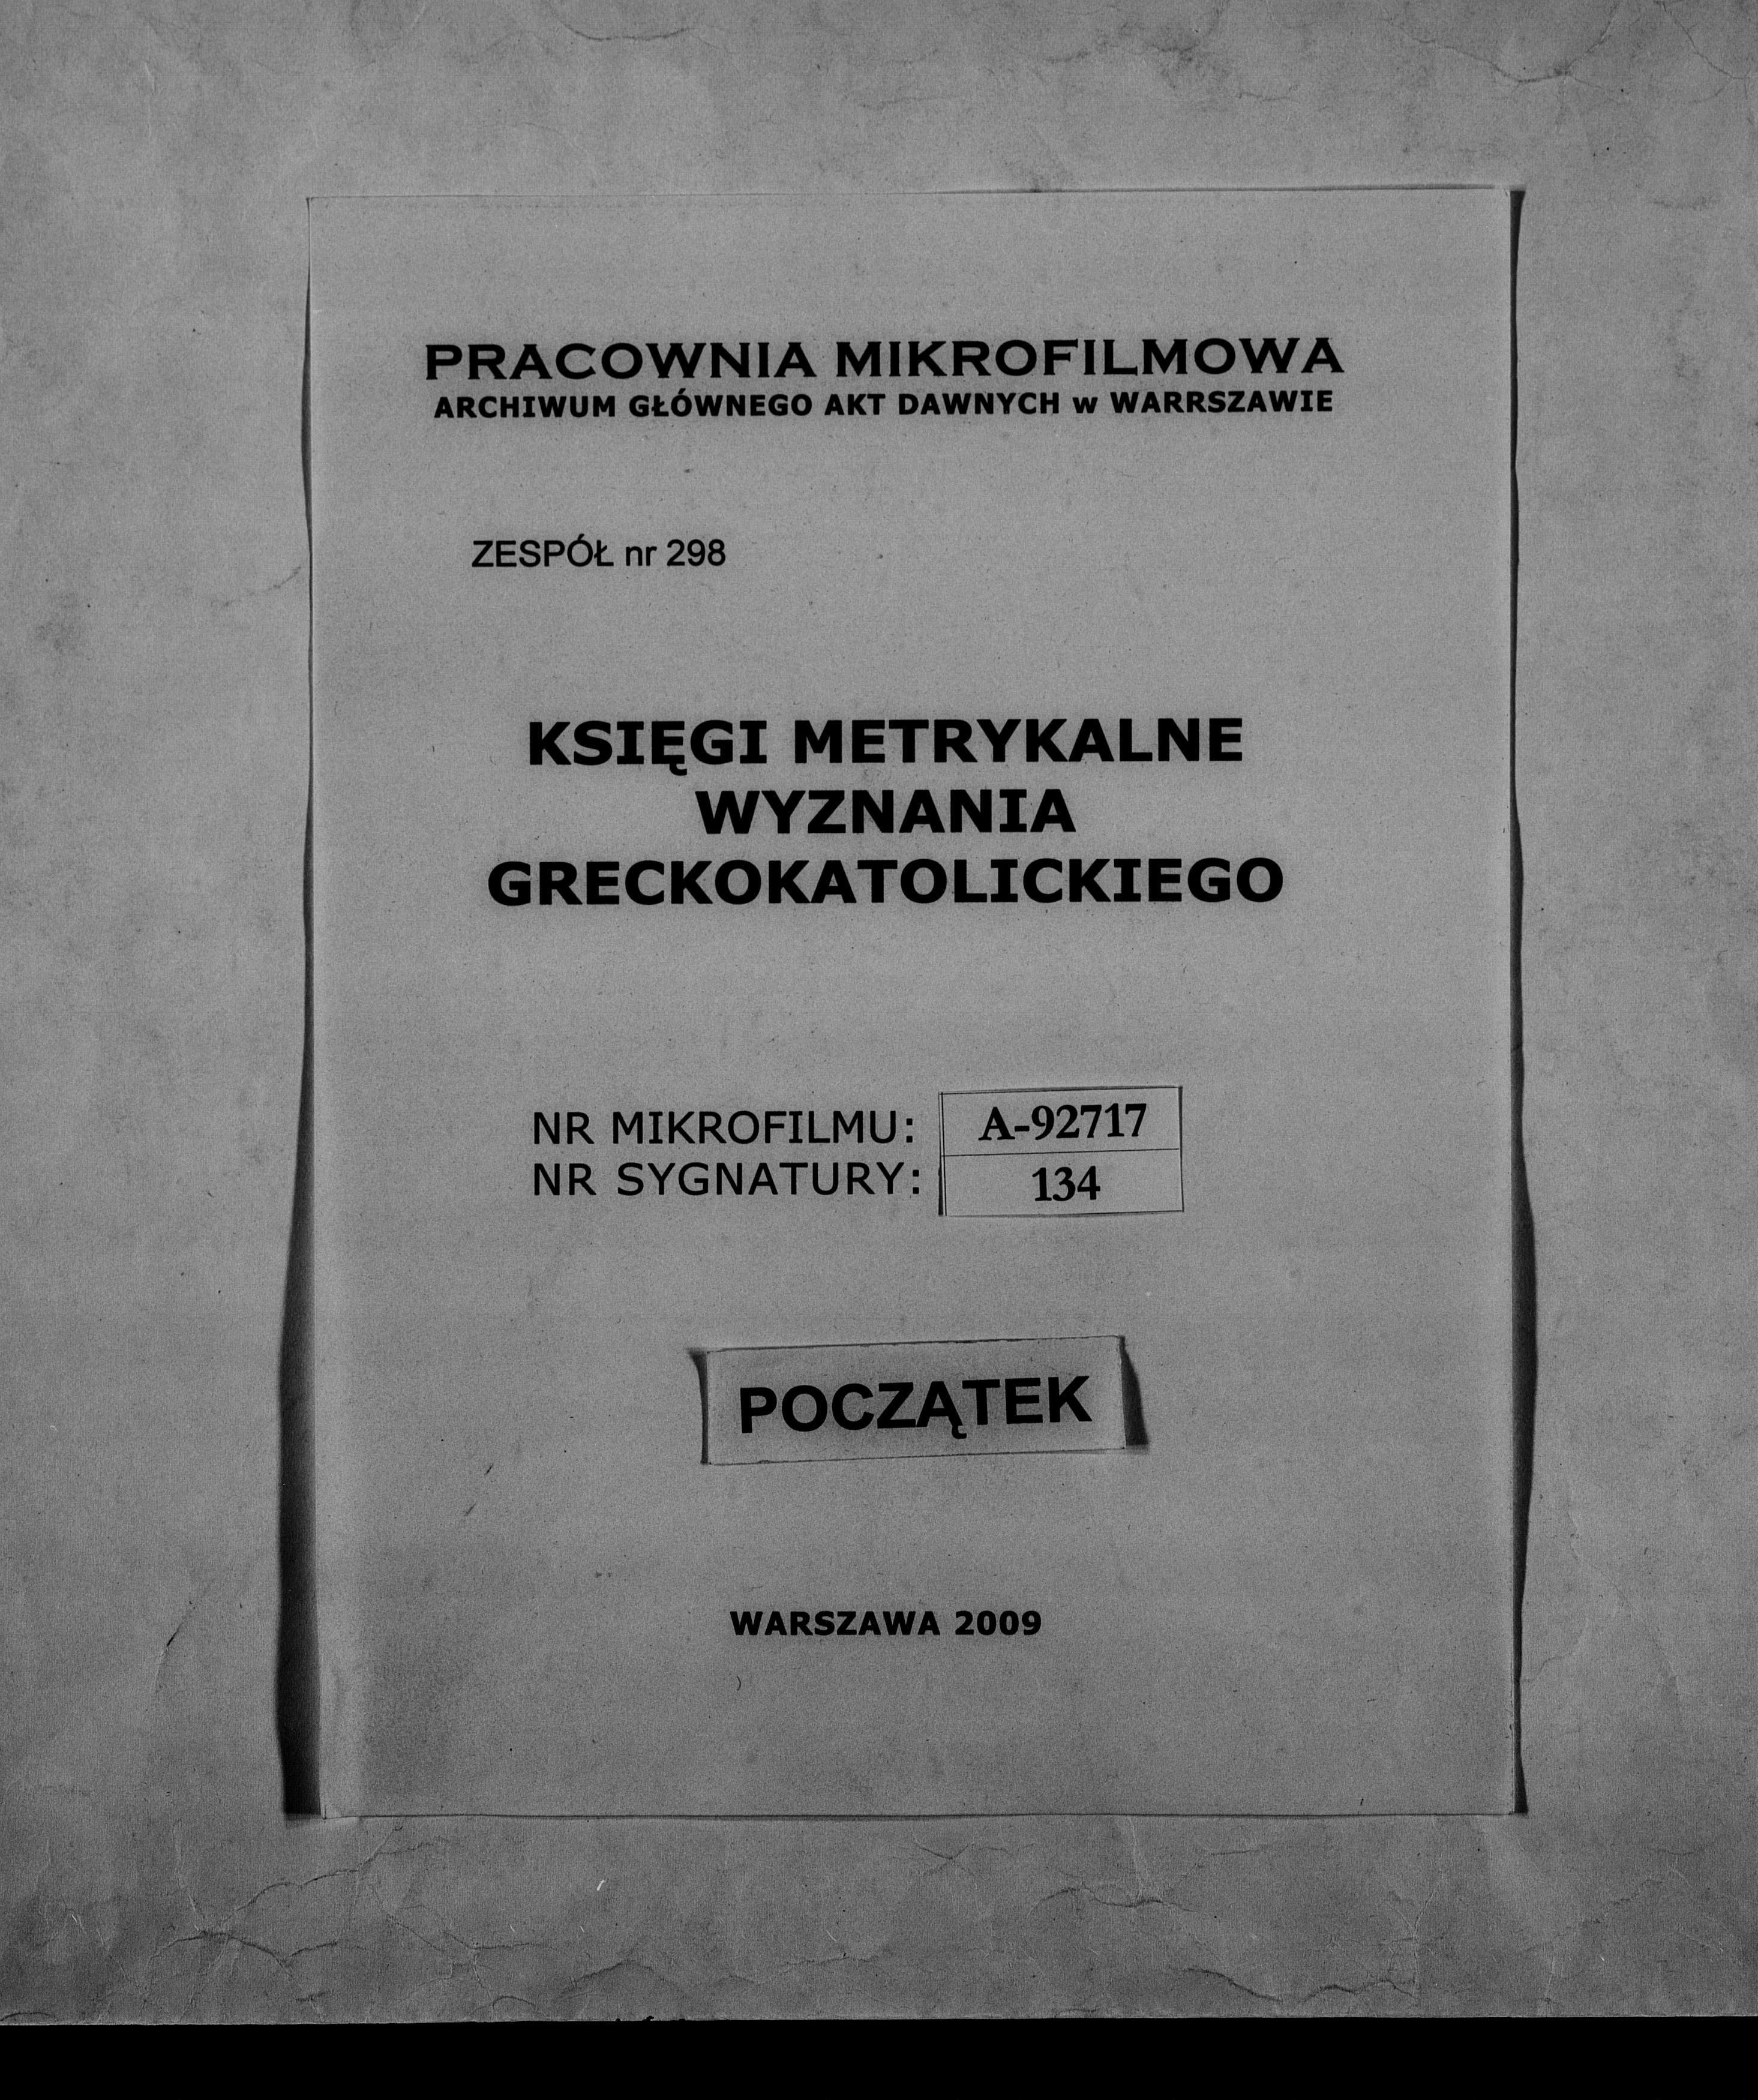 PRACOWNIA MIKROFILMOWA
ARCHIWUM GŁÓWNEGO AKT DAWNYCH w WARRSZAWIE
ZESPÓŁ nr 298
KSIĘGI METRYKALNE
WYZNANIA
GRECKOKATOLICKIEGO
NR MIKROFILMU: A-92717
NR SYGNATURY: 134
POCZĄTEK
WARSZAWA 2009